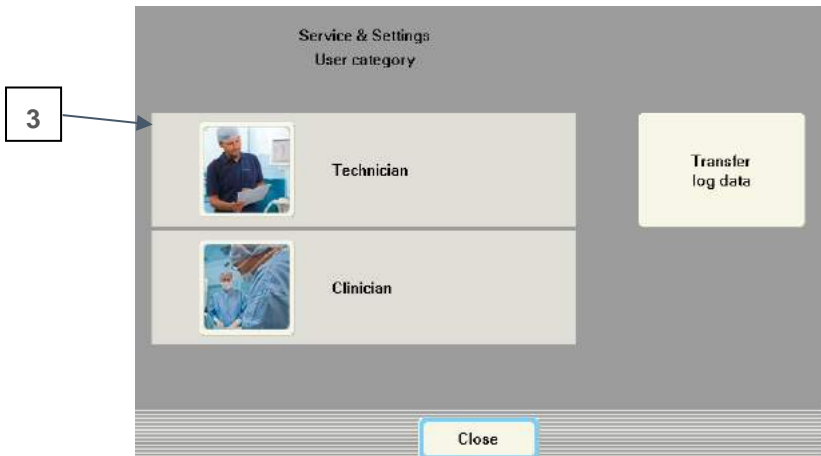 Service & Settings
User category
3
Technician
Transfer
log data
Clinician
Close